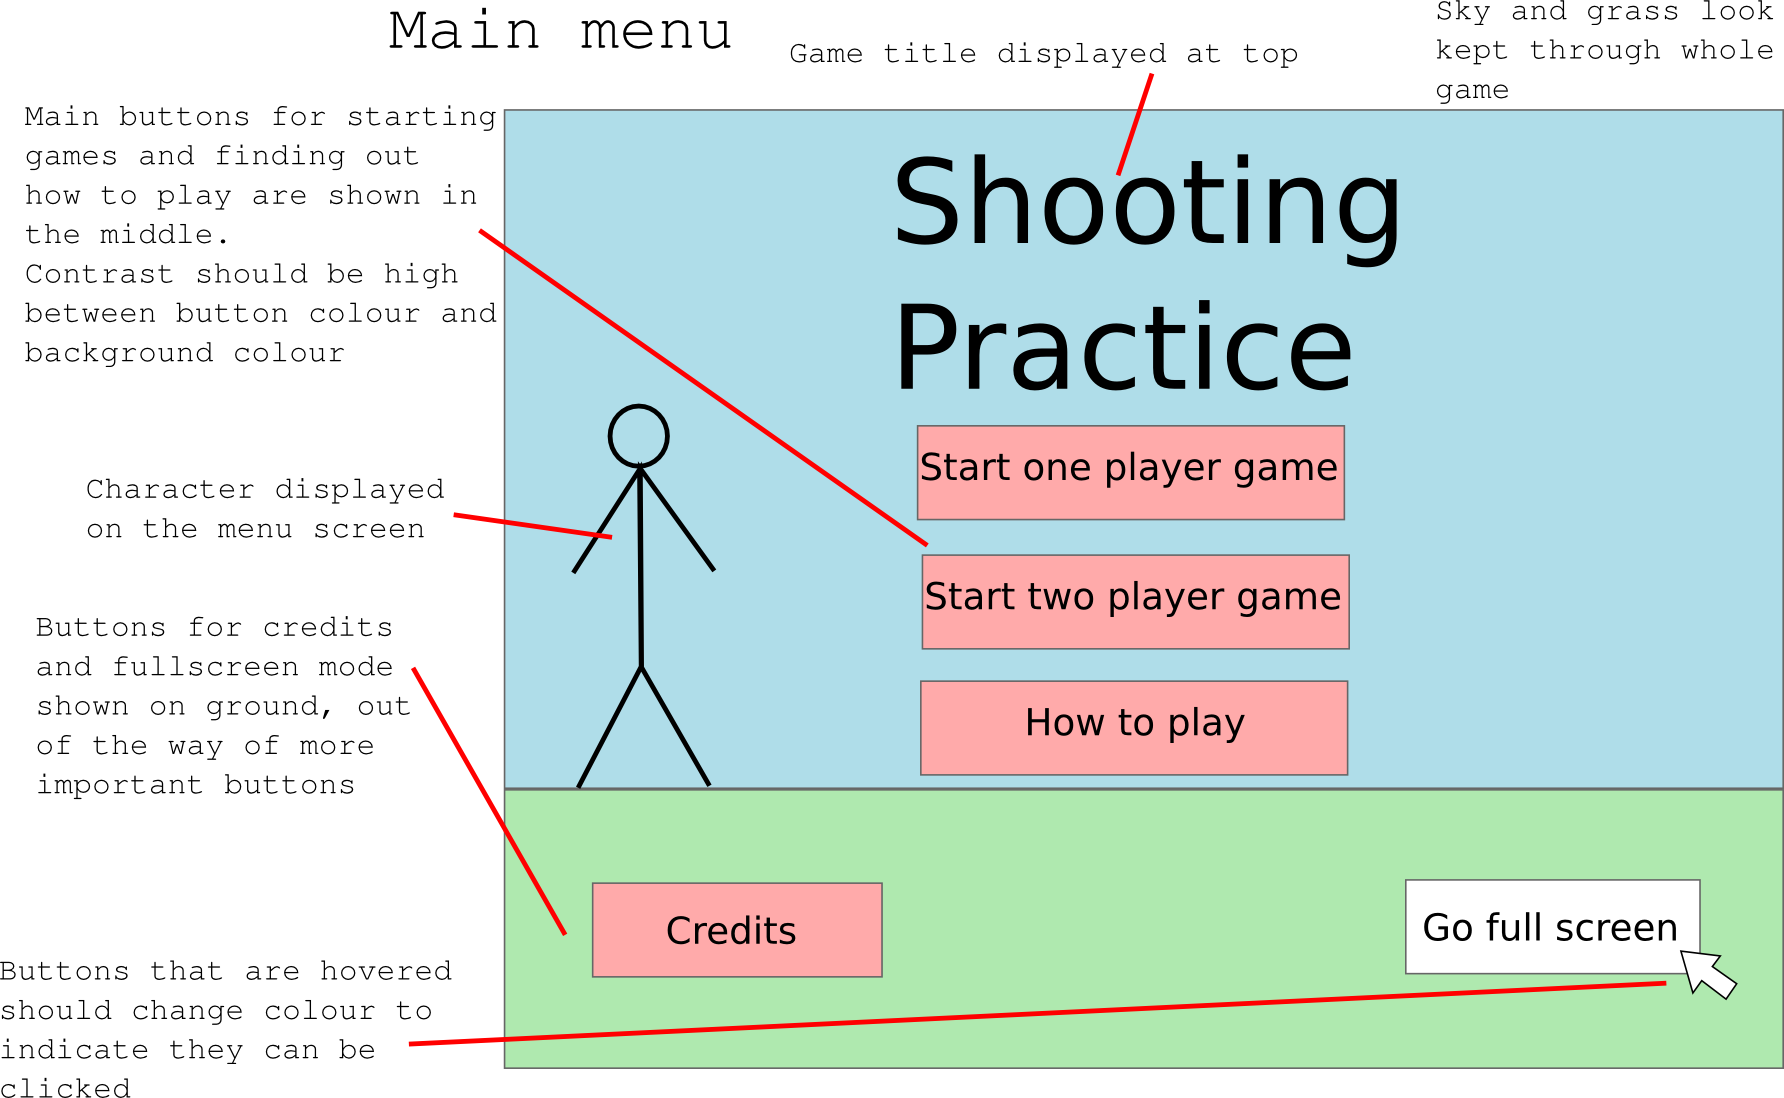 Main menu
Game title displayed at top
Sky and grass look
kept through whole
game
Main buttons for starting
games and finding out
how to play are shown in
the middle.
Contrast should be high
between button colour and
background colour
Shooting
Practice
Start one player game
Character displayed
on the menu screen
Start two player game
Buttons for credits
and fullscreen mode
shown on ground, out
of the way of more
important buttons
How to play
Credits
Go full screen
Buttons that are hovered
should change colour to
indicate they can be
clicked